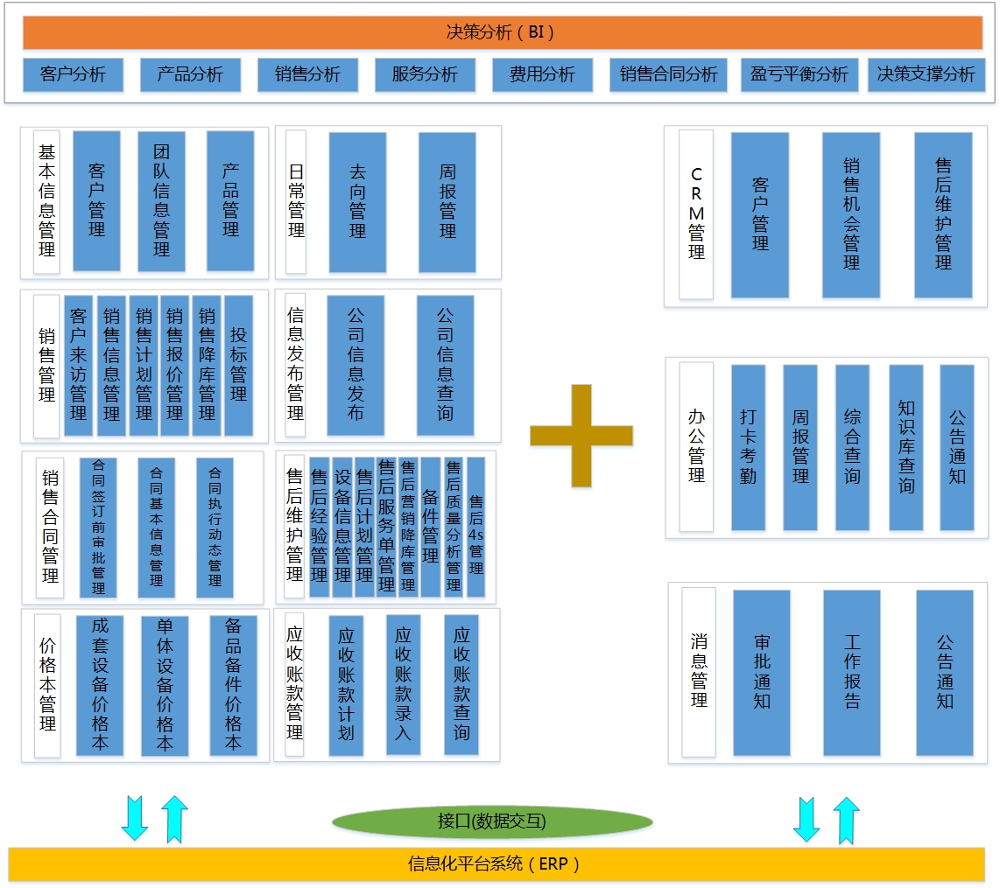 决策分析（BI）
客户分析
产品分析
销售分析
服务分析
费用分析
销售合同分析
盈亏平衡分析
决策支撑分析
基本信息管理
客户管理
团队信息管理
产品管理
日常管理
去向管理
周报管理
CRM管理
客户管理
销售机会管理
售后维护管理
销售管理
客户来访管理
销售信息管理
销售计划管理
销售报价管理
销售降库管理
投标管理
信息发布管理
公司信息发布
公司信息查询
办公管理
打卡考勤
周报管理
综合查询
知识库查询
公告通知
销售合同管理
合同签订前审批管理
合同基本信息管理
合同执行动态管理
售后维护管理
售后经验管理
设备信息管理
售后计划管理
售后服务单管理
售后营销降库管理
备件管理
售后质量分析管理
售后4s管理
价格本管理
成套设备价格本
单体设备价格本
备品备件价格本
应收账款管理
应收账款计划
应收账款录入
应收账款查询
消息管理
审批通知
工作报告
公告通知
接口(数据交互)
信息化平台系统（ERP）